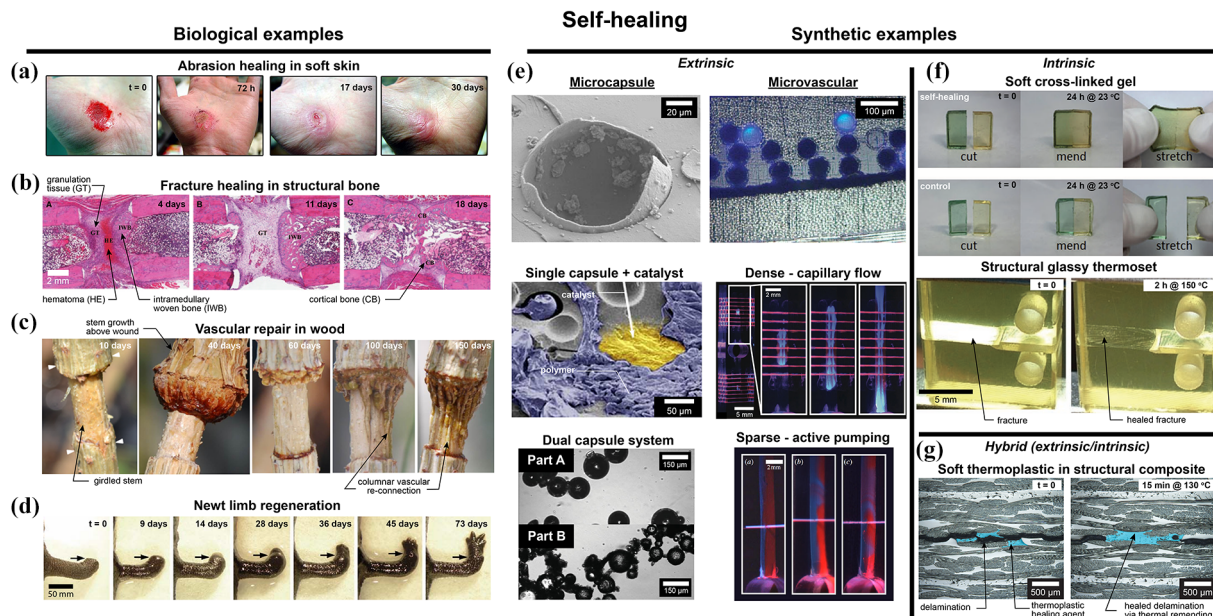 Self-healing
Biological examples
Synthetic examples
(a)
Abrasion healing in soft skin
t = 0
72 h
17 days
30 days
(b)
granulation
tissue (GT)
Fracture healing in structural bone
A
4 days
B
11 days
C
18 days
GT
HE
IWB
GT
IWB
CB
CB
2 mm
hematoma (HE)
intramedullary
woven bone (IWB)
cortical bone (CB)
(c)
stem growth
above wound
Vascular repair in wood
10 days
40 days
60 days
100 days
150 days
girdled stem
columnar vascular
re-connection
(d)
Newt limb regeneration
t = 0
9 days
14 days
28 days
36 days
45 days
73 days
50 mm
(e)
Extrinsic
Microcapsule
Microvascular
20 µm
100 µm
Single capsule + catalyst
catalyst
polymer
50 µm
Dense - capillary flow
2 mm
5 mm
Dual capsule system
Part A
150 µm
Part B
150 µm
Sparse - active pumping
(a)
2mm
(b)
(c)
(f)
Intrinsic
Soft cross-linked gel
self-healing
t = 0
24 h @ 23 °C
cut
mend
stretch
control
t = 0
24 h @ 23 °C
cut
mend
stretch
Structural glassy thermoset
t = 0
2 h @ 150 °C
5 mm
fracture
healed fracture
(g)
Hybrid (extrinsic/intrinsic)
Soft thermoplastic in structural composite
t = 0
15 min @ 130 °C
500 µm
500 µm
delamination
thermoplastic
healing agent
healed delamination
via thermal remending